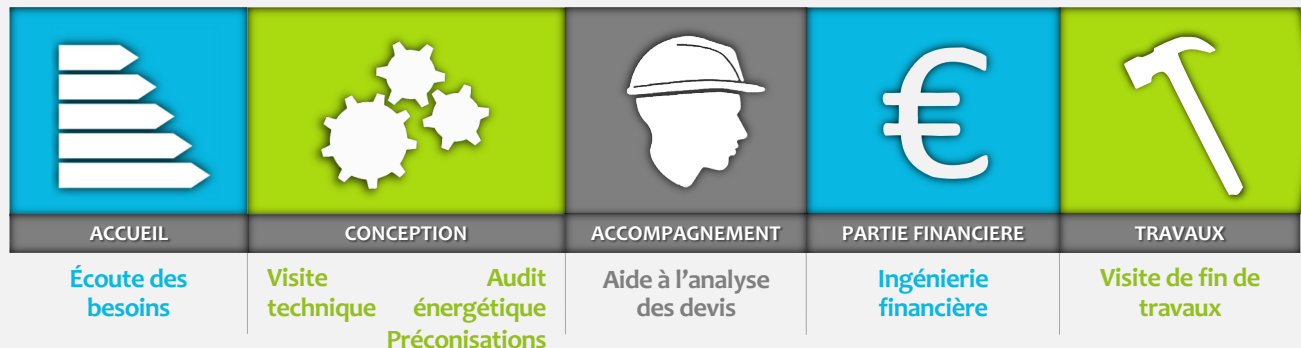 ACCUEIL
CONCEPTION
ACCOMPAGNEMENT
PARTIE FINANCIERE
TRAVAUX
Écoute des
besoins
Visite
technique
Audit
énergétique
Préconisations
Aide à l’analyse
des devis
Ingénierie
financière
Visite de fin de
travaux